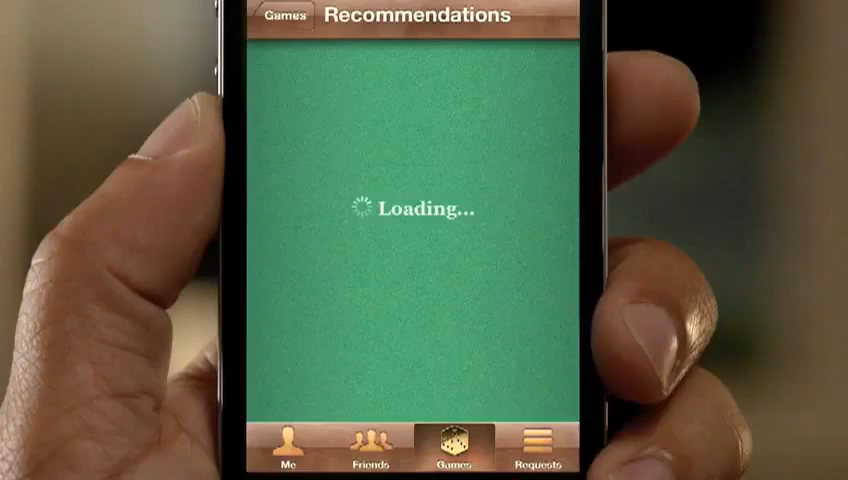 Games
Recommendations
Loading...
Me
Friends
Games
Requests